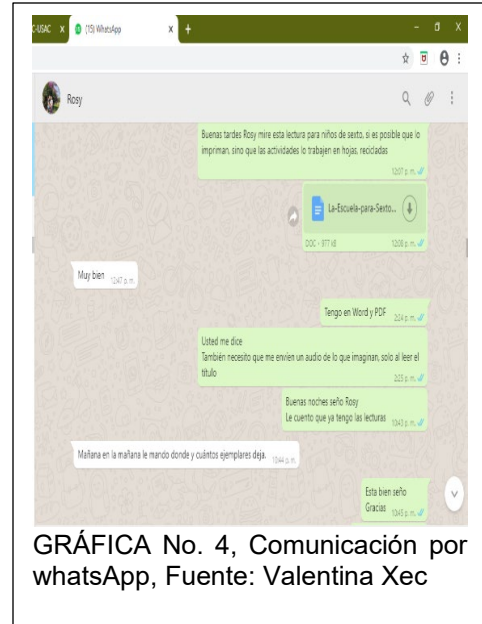 C-USAC x (15) WhatsApp x +
Rosy
Buenas tardes Rosy mire esta lectura para niños de sexto, si es posible que lo
impriman, sino que las actividades lo trabajen en hojas, recicladas
12:07 p. m.
La-Escuela-para-Sexto...
DOC - 977 kB 12:08 p. m.
Muy bien 12:47 p. m.
Tengo en Word y PDF 2:24 p. m.
Usted me dice
También necesito que me envíen un audio de lo que imaginan, solo al leer el
título 2:25 p. m.
Buenas noches seño Rosy
Le cuento que ya tengo las lecturas 10:43 p. m.
Mañana en la mañana le mando donde y cuántos ejemplares deja. 10:44 p. m.
Esta bien seño
Gracias 10:45 p. m.
GRÁFICA No. 4, Comunicación por
whatsApp, Fuente: Valentina Xec